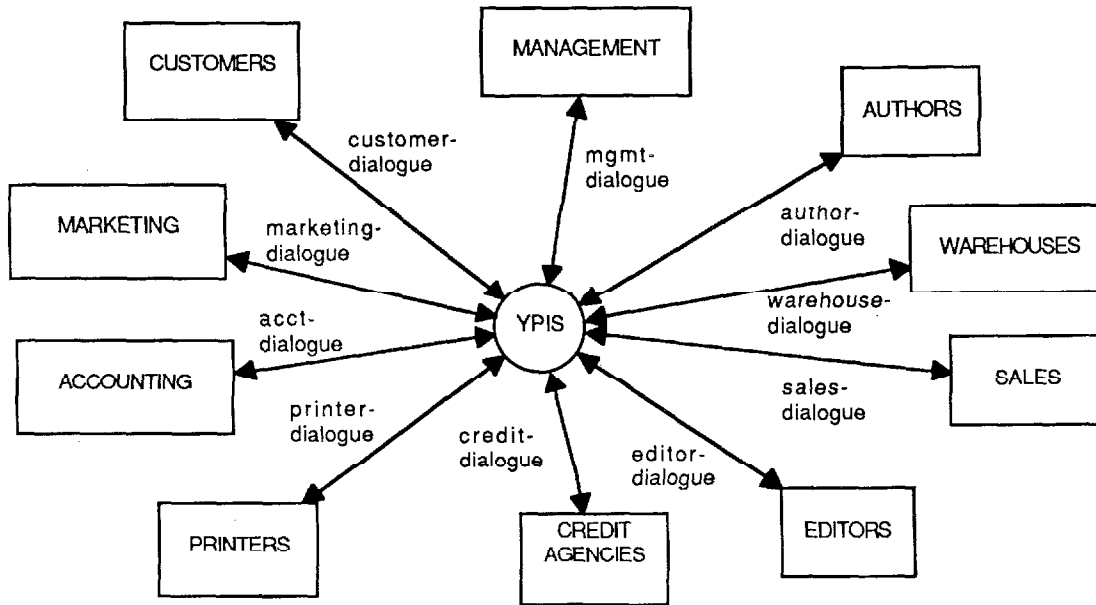 MANAGEMENT
CUSTOMERS
AUTHORS
customer-
dialogue
mgmt-
dialogue
MARKETING
marketing-
dialogue
author-
dialogue
WAREHOUSES
YPIS
warehouse-
dialogue
acct-
dialogue
ACCOUNTING
SALES
sales-
dialogue
printer-
dialogue
credit-
dialogue
editor-
dialogue
PRINTERS
CREDIT
AGENCIES
EDITORS